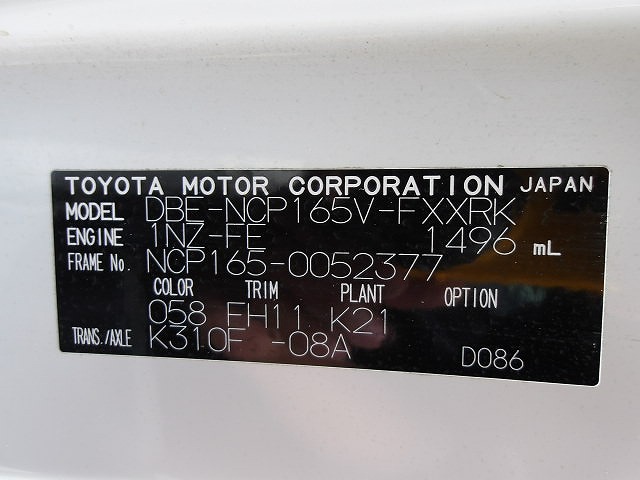 TOYOTA MOTOR CORPORATION JAPAN
MODEL DBE-NCP165V-FXXRK
ENGINE 1NZ-FE 1496 mL
FRAME No. NCP165-0052377
COLOR TRIM PLANT OPTION
058 FH11 K21
TRANS./AXLE K310F -08A
D086